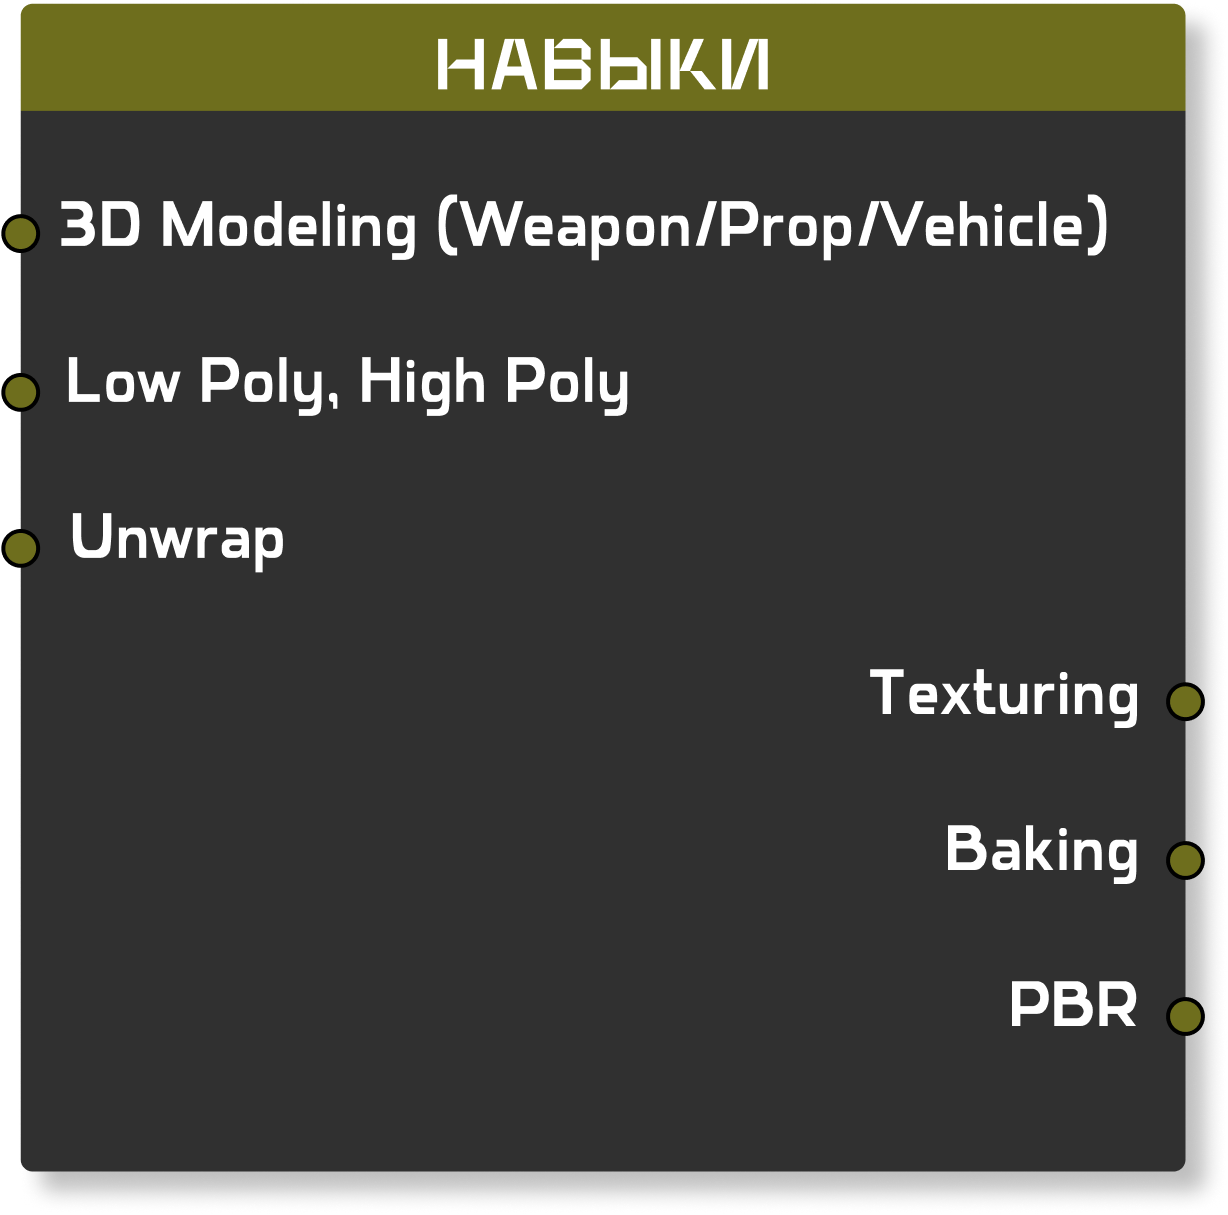 НАВЫКИ
3D Modeling (Weapon/Prop/Vehicle)
Low Poly, High Poly
Unwrap
Texturing
Baking
PBR